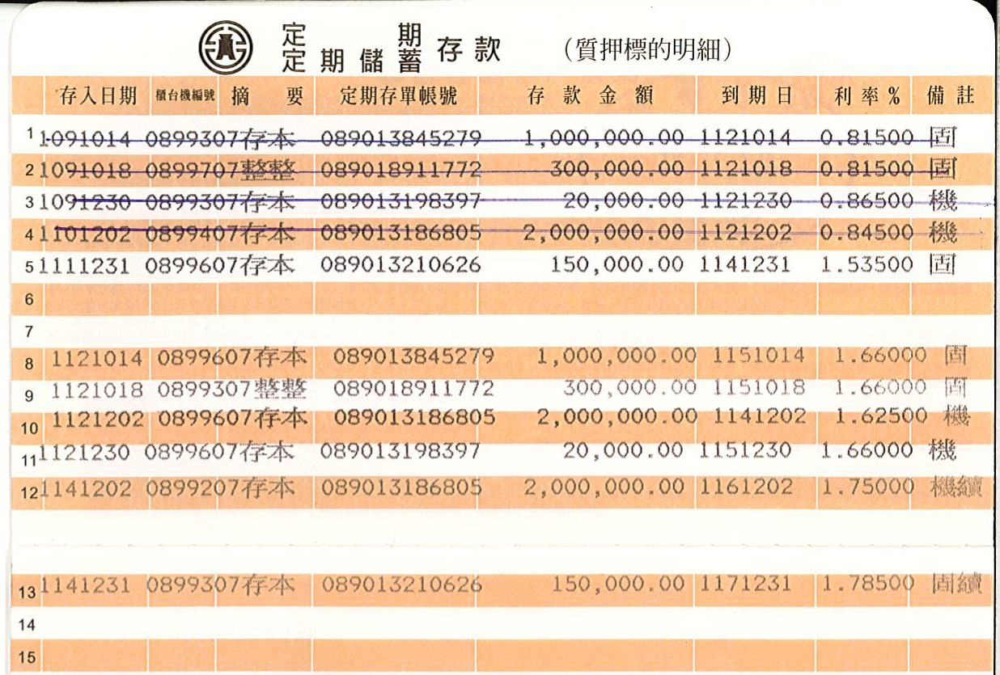 定期 定期儲蓄 存款 （質押標的明細）
存入日期 櫃台機編號 摘要 定期存單帳號 存款金額 到期日 利率% 備註
1 1091014 0899307存本 089013845279 1,000,000.00 1121014 0.81500 固
2 1091018 0899707整整 089018911772 300,000.00 1121018 0.81500 固
3 1091230 0899307存本 089013198397 20,000.00 1121230 0.86500 機
4 1101202 0899407存本 089013186805 2,000,000.00 1121202 0.84500 機
5 1111231 0899607存本 089013210626 150,000.00 1141231 1.53500 固
6
7
8 1121014 0899607存本 089013845279 1,000,000.00 1151014 1.66000 固
9 1121018 0899307整整 089018911772 300,000.00 1151018 1.66000 固
10 1121202 0899607存本 089013186805 2,000,000.00 1141202 1.62500 機
11 1121230 0899607存本 089013198397 20,000.00 1151230 1.66000 機
12 1141202 0899207存本 089013186805 2,000,000.00 1161202 1.75000 機續
13 1141231 0899307存本 089013210626 150,000.00 1171231 1.78500 固續
14
15